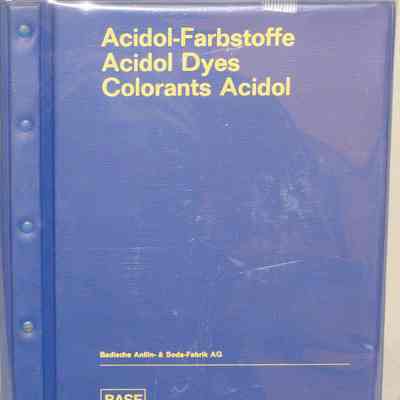 Acidol-Farbstoffe
Acidol Dyes
Colorants Acidol
Badische Anilin- & Soda-Fabrik AG
BASF